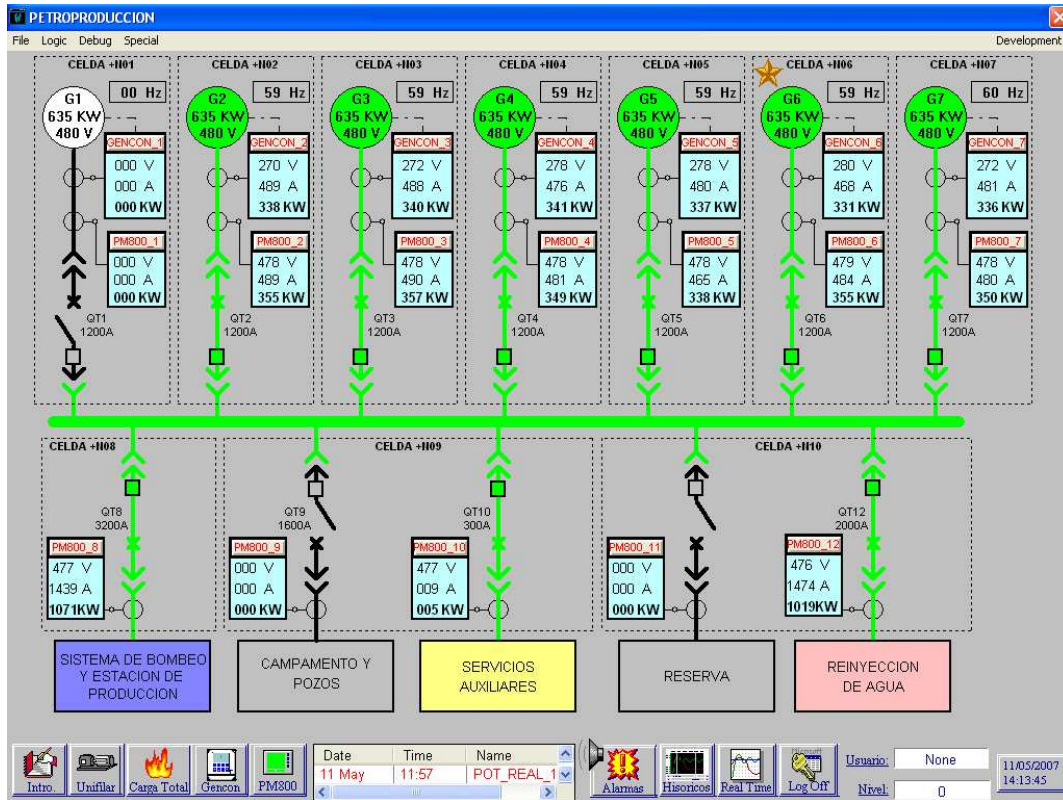 PETROPRODUCCION
File Logic Debug Special Development
CELDA +N01 CELDA +N02 CELDA +N03 CELDA +N04 CELDA +N05 CELDA +N06 CELDA +N07
G1 00 Hz G2 59 Hz G3 59 Hz G4 59 Hz G5 59 Hz G6 59 Hz G7 60 Hz
635 KW 635 KW 635 KW 635 KW 635 KW 635 KW 635 KW
480 V 480 V 480 V 480 V 480 V 480 V 480 V
GENCON_1 GENCON_2 GENCON_3 GENCON_4 GENCON_5 GENCON_6 GENCON_7
000 V 270 V 272 V 278 V 278 V 280 V 272 V
000 A 489 A 488 A 476 A 480 A 468 A 481 A
000 KW 338 KW 340 KW 341 KW 337 KW 331 KW 336 KW
PM800_1 PM800_2 PM800_3 PM800_4 PM800_5 PM800_6 PM800_7
000 V 478 V 478 V 478 V 478 V 479 V 478 V
000 A 489 A 490 A 481 A 465 A 484 A 480 A
000 KW 355 KW 357 KW 349 KW 338 KW 355 KW 350 KW
QT1 QT2 QT3 QT4 QT5 QT6 QT7
1200A 1200A 1200A 1200A 1200A 1200A 1200A
CELDA +N08 CELDA +N09 CELDA +N10
QT8 QT9 QT10 QT12
3200A 1600A 300A 2000A
PM800_8 PM800_9 PM800_10 PM800_11 PM800_12
477 V 000 V 477 V 000 V 476 V
1439 A 000 A 009 A 000 A 1474 A
1071KW 000 KW 005 KW 000 KW 1019KW
SISTEMA DE BOMBEO
Y ESTACION DE
PRODUCCION
CAMPAMENTO Y
POZOS
SERVICIOS
AUXILIARES
RESERVA
REINYECCION
DE AGUA
Intro. Unifilar Carga Total Gencon PM800
Date Time Name
11 May 11:57 POT_REAL_1
Alarmas Hisoricos Real Time Log Off
Usuario: None
Nivel: 0
11/05/2007
14:13:45